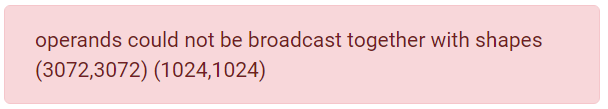 operands could not be broadcast together with shapes
(3072,3072) (1024,1024)